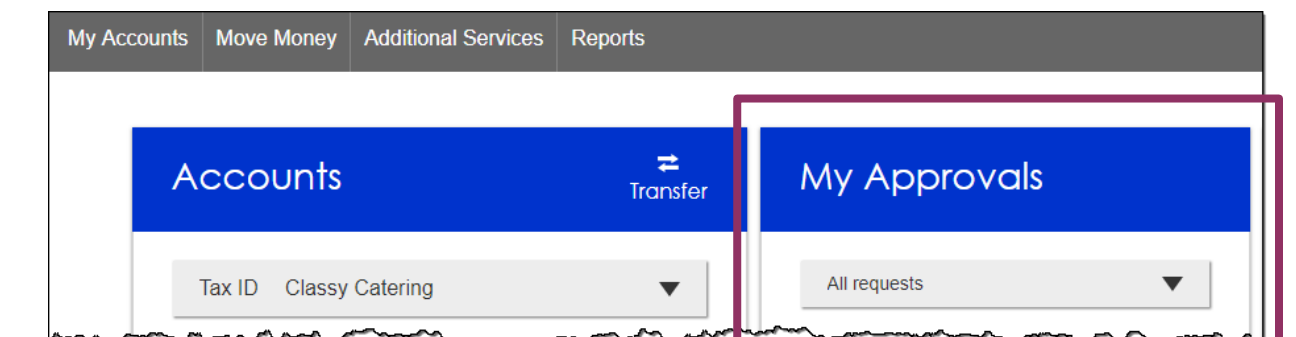 My Accounts Move Money Additional Services Reports
Accounts
Transfer
Tax ID Classy Catering
My Approvals
All requests